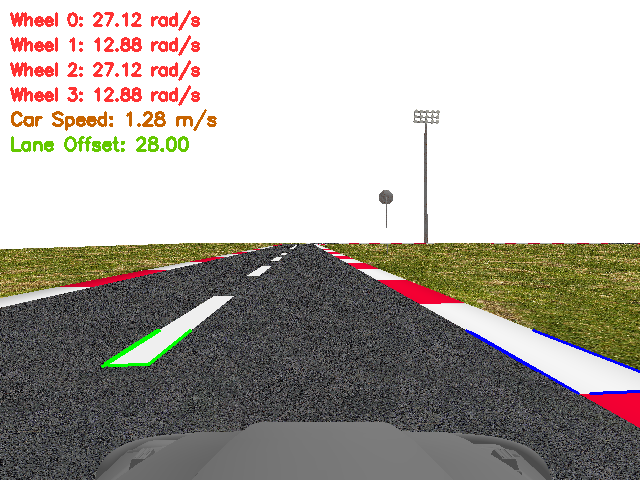 Wheel 0: 27.12 rad/s
Wheel 1: 12.88 rad/s
Wheel 2: 27.12 rad/s
Wheel 3: 12.88 rad/s
Car Speed: 1.28 m/s
Lane Offset: 28.00